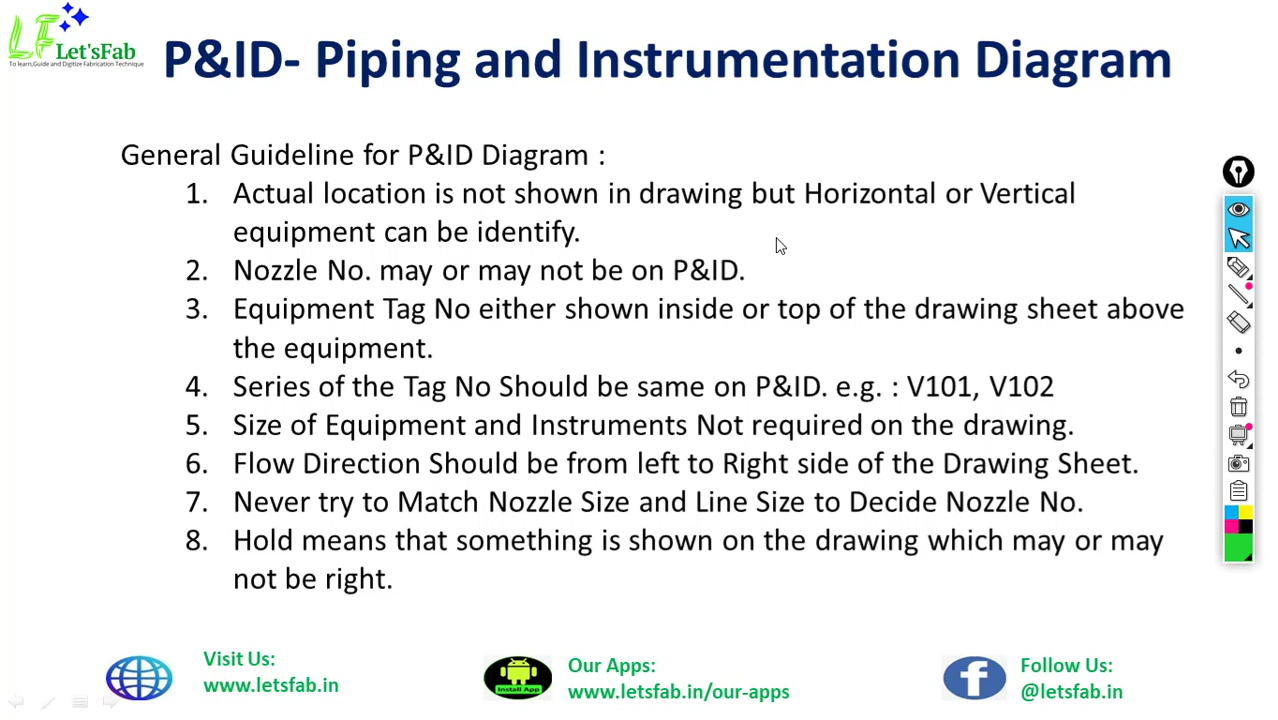 LF
Let'sFab
To learn,Guide and Digitize Fabrication Technique
P&ID- Piping and Instrumentation Diagram
General Guideline for P&ID Diagram :
1. Actual location is not shown in drawing but Horizontal or Vertical
equipment can be identify.
2. Nozzle No. may or may not be on P&ID.
3. Equipment Tag No either shown inside or top of the drawing sheet above
the equipment.
4. Series of the Tag No Should be same on P&ID. e.g. : V101, V102
5. Size of Equipment and Instruments Not required on the drawing.
6. Flow Direction Should be from left to Right side of the Drawing Sheet.
7. Never try to Match Nozzle Size and Line Size to Decide Nozzle No.
8. Hold means that something is shown on the drawing which may or may
not be right.
Visit Us:
www.letsfab.in
Install App
Our Apps:
www.letsfab.in/our-apps
f
Follow Us:
@letsfab.in